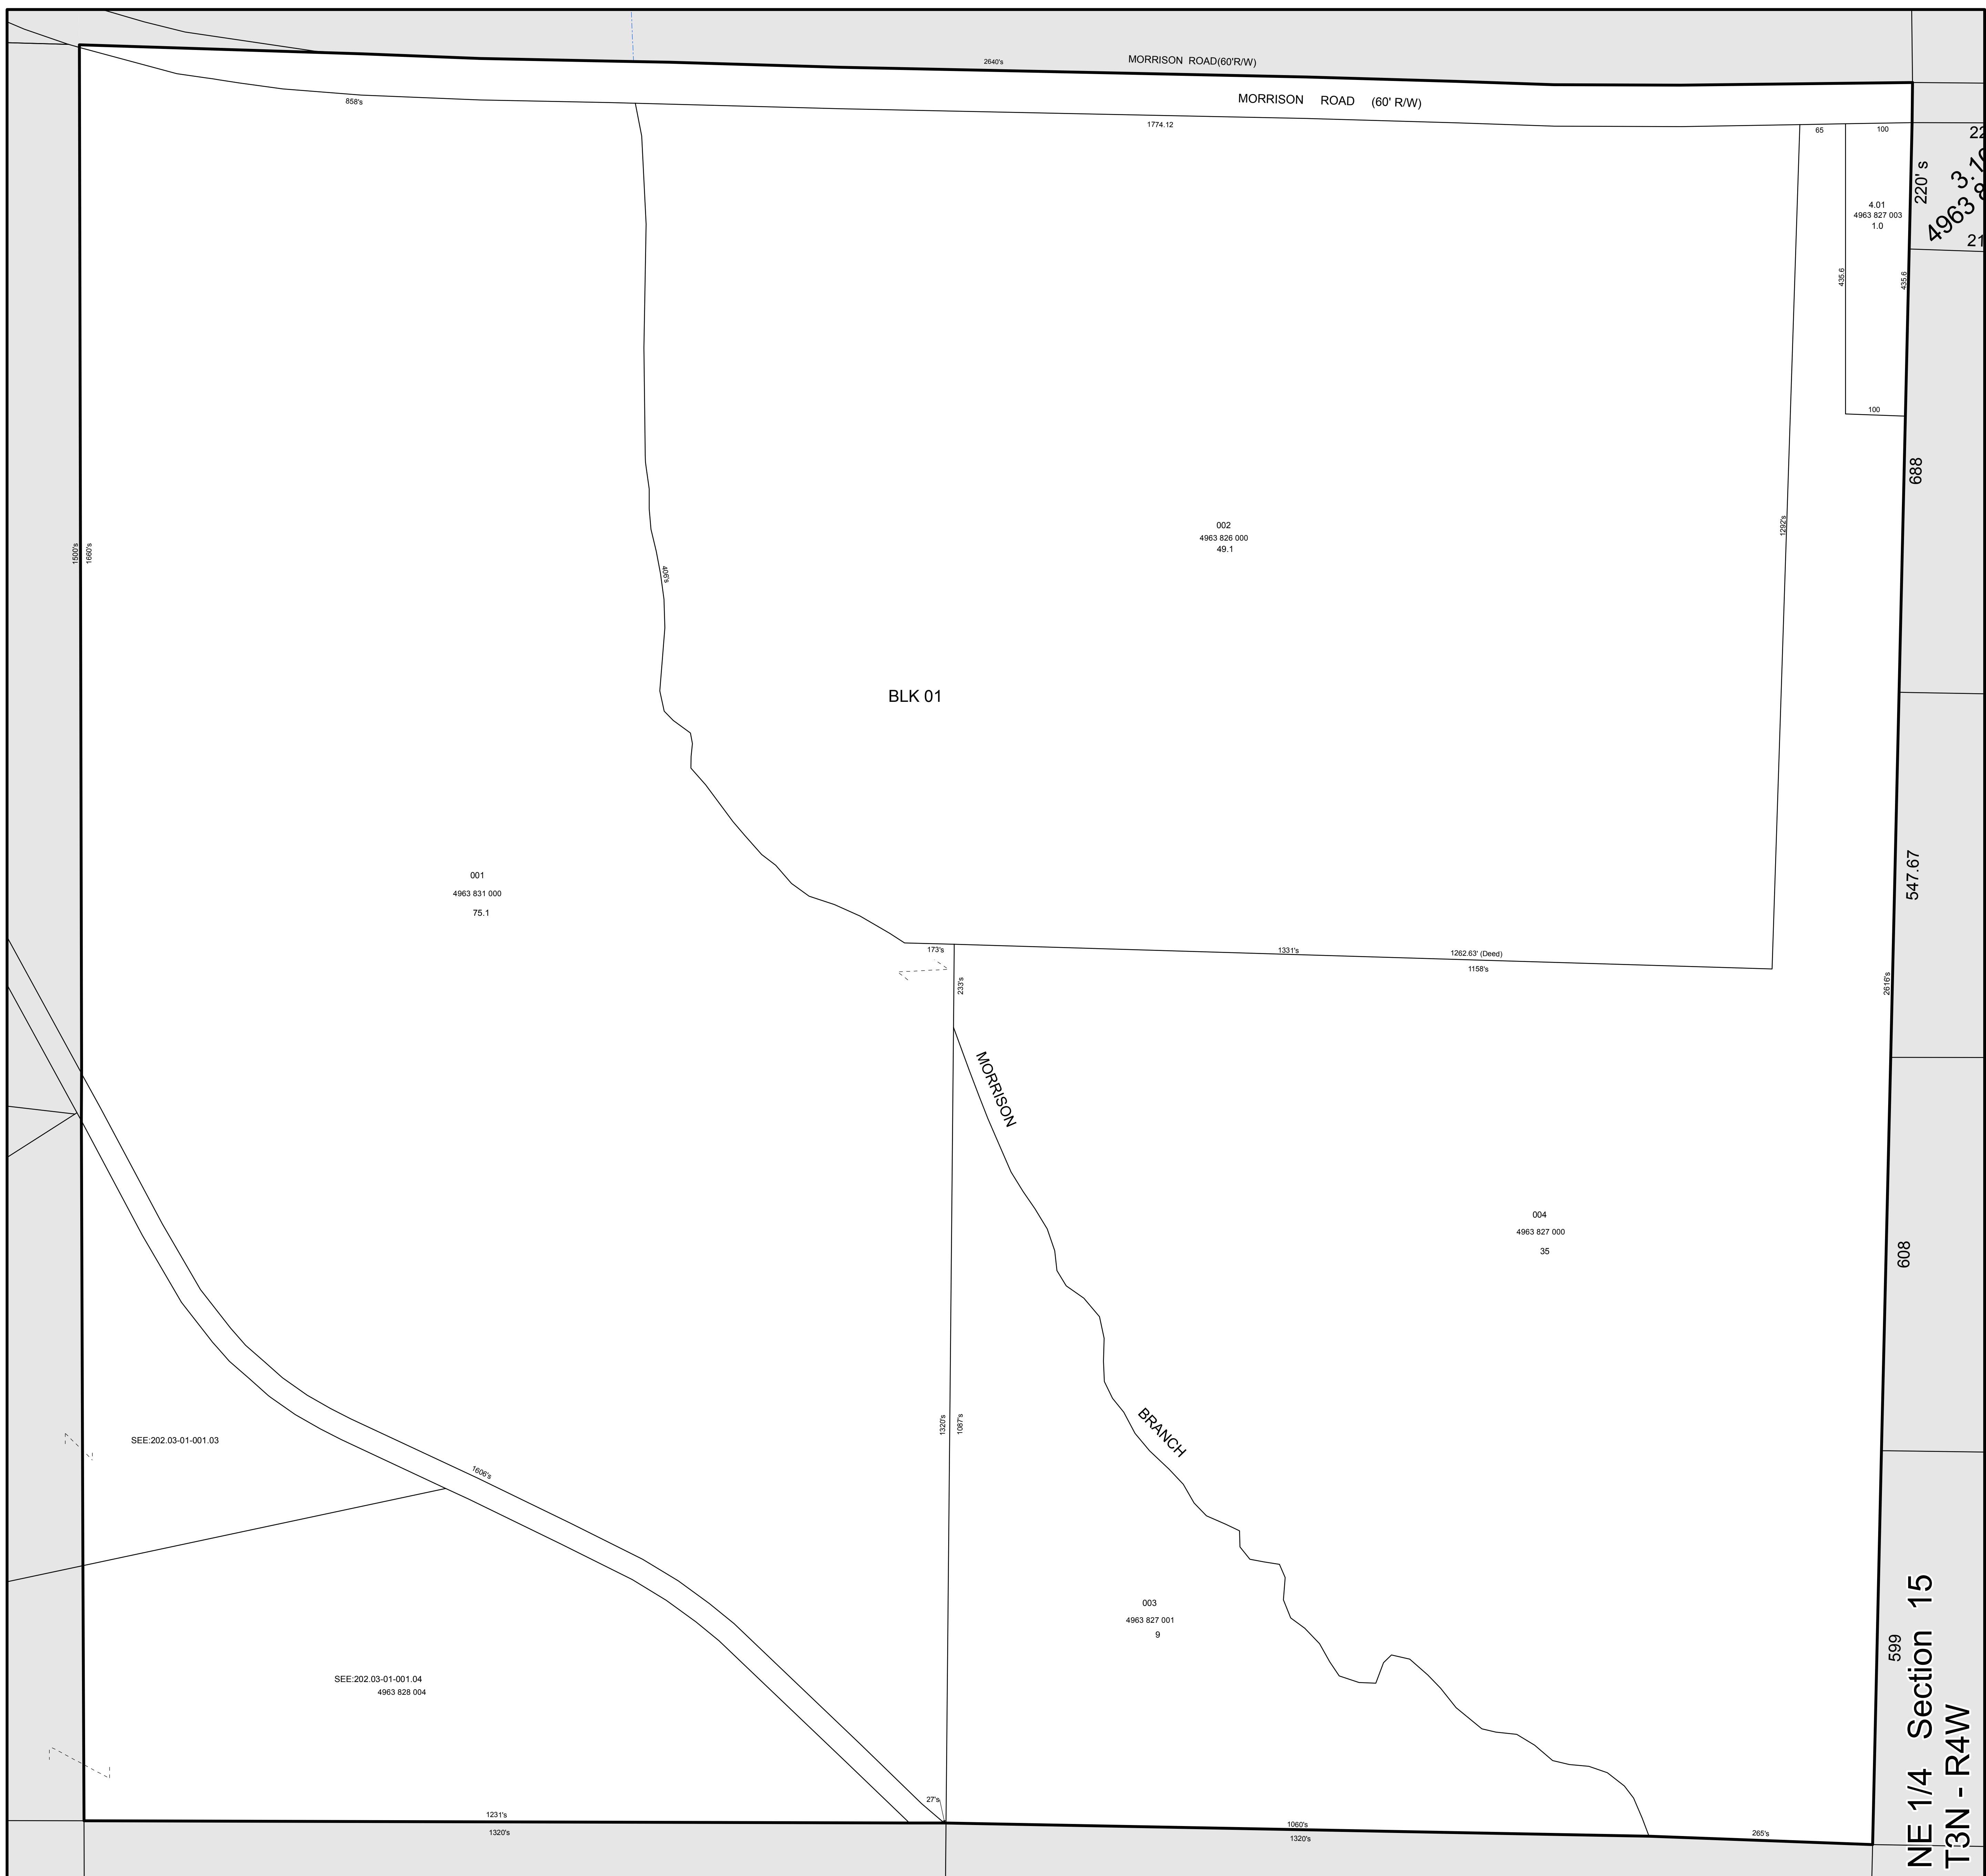 2640's
MORRISON ROAD(60'R/W)
MORRISON ROAD (60' R/W)
858's
1774.12
65
100
220' s
4.01
4963 827 003
1.0
435.6
435.6
100
688
1500's
1660's
406's
002
4963 826 000
49.1
1292's
BLK 01
001
4963 831 000
75.1
547.67
173's
1331's
1262.63' (Deed)
1158's
233's
2616's
MORRISON
004
4963 827 000
35
608
1320's
1087's
BRANCH
SEE:202.03-01-001.03
1606's
003
4963 827 001
9
599
SEE:202.03-01-001.04
4963 828 004
27's
1231's
1320's
1060's
1320's
265's
NE 1/4 Section 15
T3N - R4W